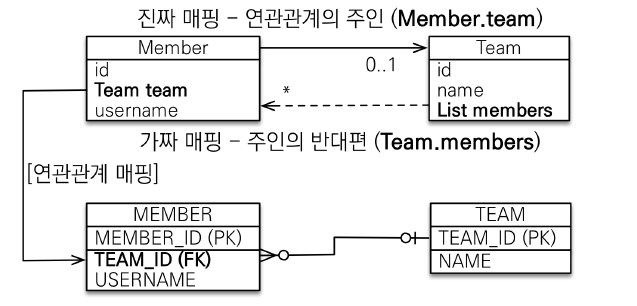 진짜 매핑 - 연관관계의 주인 (Member.team)
Member
Team
id
Team team
username
0..1
*
id
name
List members
가짜 매핑 - 주인의 반대편 (Team.members)
[연관관계 매핑]
MEMBER
MEMBER_ID (PK)
TEAM_ID (FK)
USERNAME
TEAM
TEAM_ID (PK)
NAME